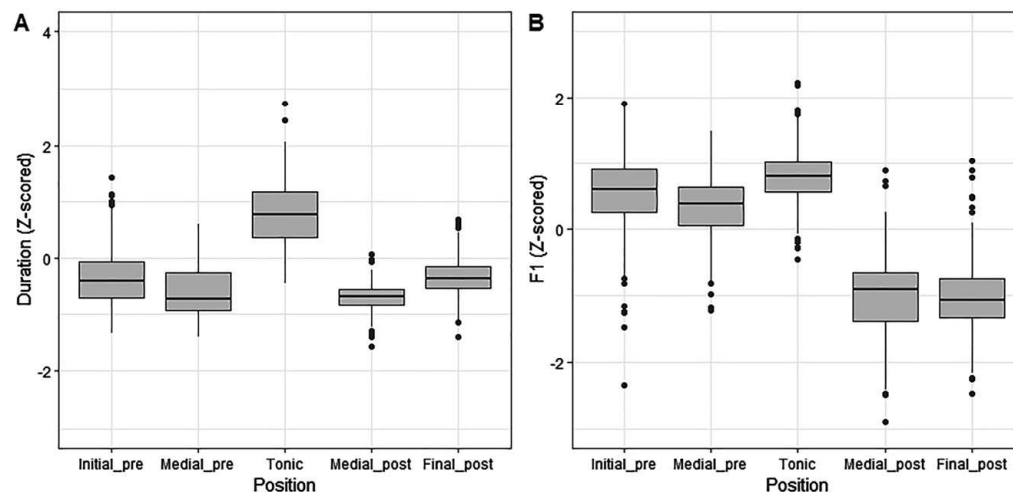 A
Duration (Z-scored)
4
2
0
-2
Initial_pre Medial_pre Tonic Medial_post Final_post
Position
B
F1 (Z-scored)
2
0
-2
Initial_pre Medial_pre Tonic Medial_post Final_post
Position